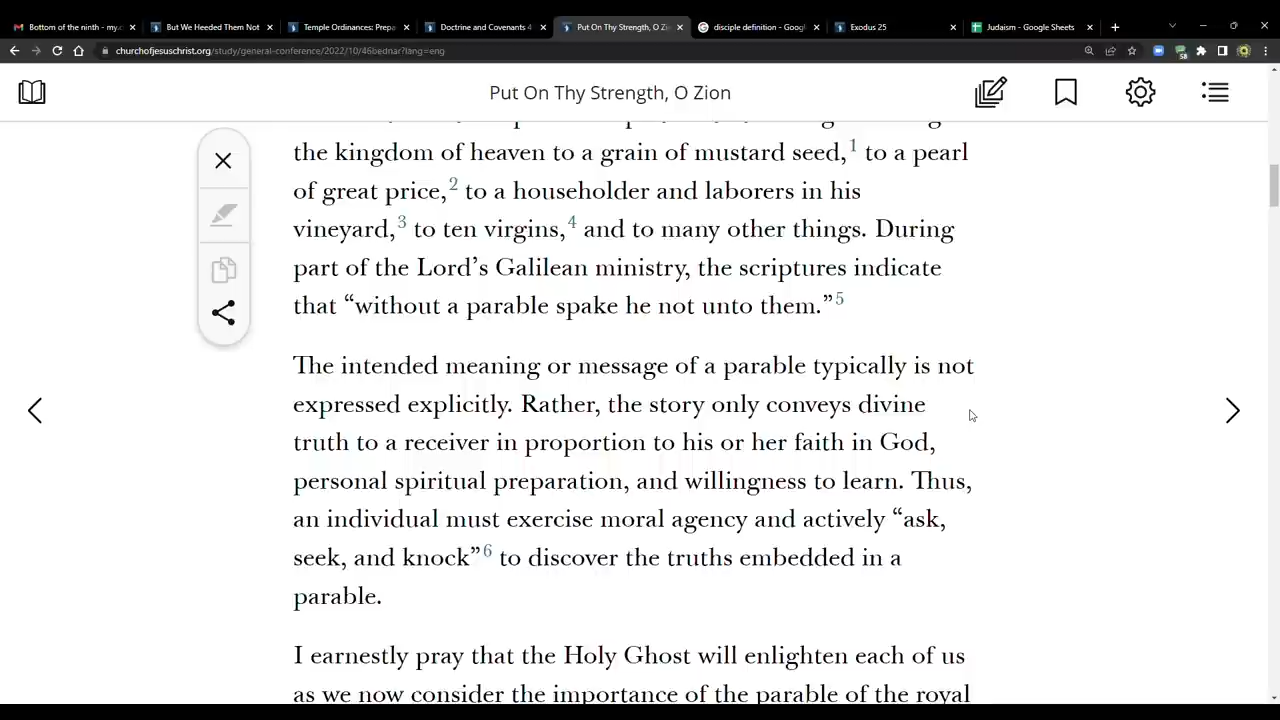 Bottom of the ninth - my.c
But We Heeded Them Not
Temple Ordinances: Prepa
Doctrine and Covenants 4
Put On Thy Strength, O Zi
disciple definition - Googl
Exodus 25
Judaism - Google Sheets
churchofjesuschrist.org/study/general-conference/2022/10/46bednar?lang=eng
58
Put On Thy Strength, O Zion
the kingdom of heaven to a grain of mustard seed,1 to a pearl
of great price,2 to a householder and laborers in his
vineyard,3 to ten virgins,4 and to many other things. During
part of the Lord’s Galilean ministry, the scriptures indicate
that “without a parable spake he not unto them.”5
The intended meaning or message of a parable typically is not
expressed explicitly. Rather, the story only conveys divine
truth to a receiver in proportion to his or her faith in God,
personal spiritual preparation, and willingness to learn. Thus,
an individual must exercise moral agency and actively “ask,
seek, and knock”6 to discover the truths embedded in a
parable.
I earnestly pray that the Holy Ghost will enlighten each of us
as we now consider the importance of the parable of the royal